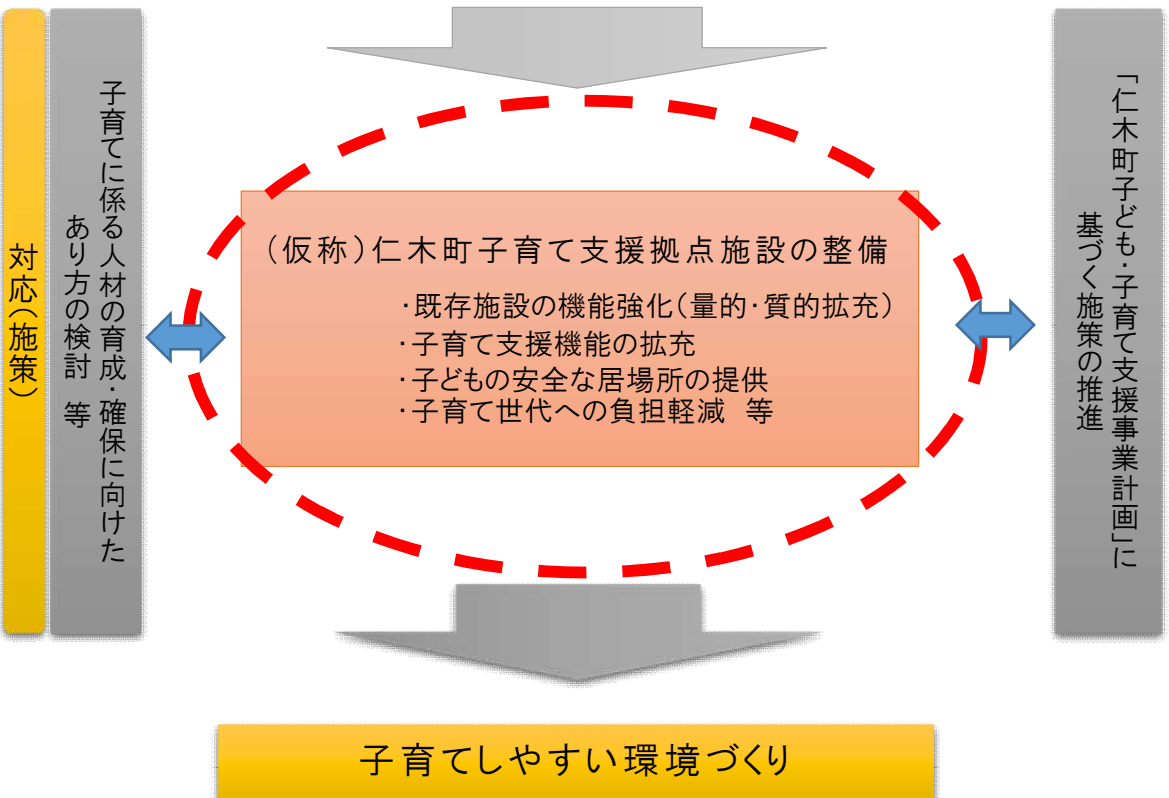 対応(施策)
子育てに係る人材の育成・確保に向けた
あり方の検討 等
(仮称)仁木町子育て支援拠点施設の整備
・既存施設の機能強化(量的・質的拡充)
・子育て支援機能の拡充
・子どもの安全な居場所の提供
・子育て世代への負担軽減 等
「仁木町子ども・子育て支援事業計画」に
基づく施策の推進
子育てしやすい環境づくり